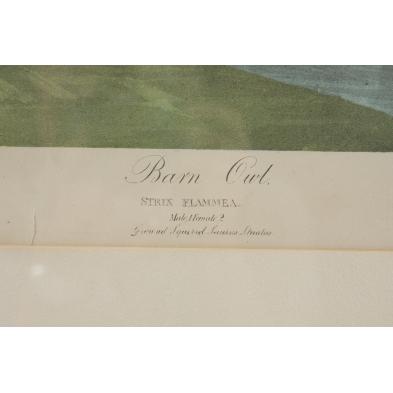 Barn Owl.
STRIX FLAMMEA.
Male, 1 Female, 2
Ground Squirrel Sciurus Striatus